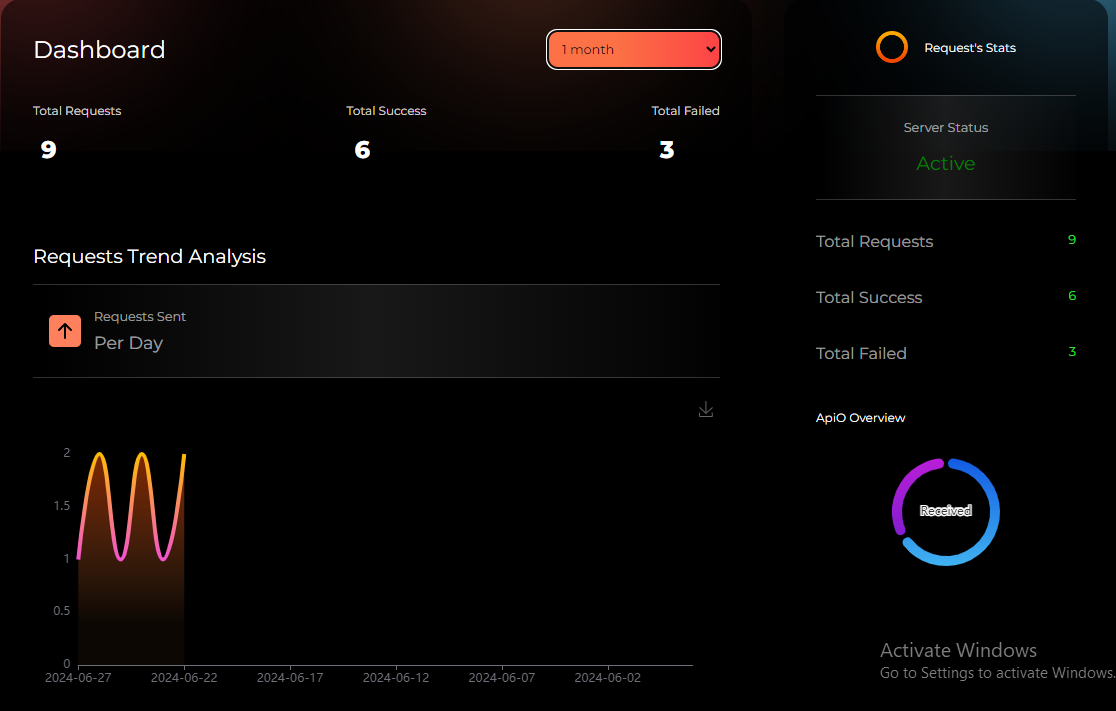 Dashboard
1 month
Total Requests
Total Success
Total Failed
9
6
3
Requests Trend Analysis
Requests Sent
Per Day
2
1.5
1
0.5
0
2024-06-27
2024-06-22
2024-06-17
2024-06-12
2024-06-07
2024-06-02
Request's Stats
Server Status
Active
Total Requests
9
Total Success
6
Total Failed
3
ApiO Overview
Received
Activate Windows
Go to Settings to activate Windows.